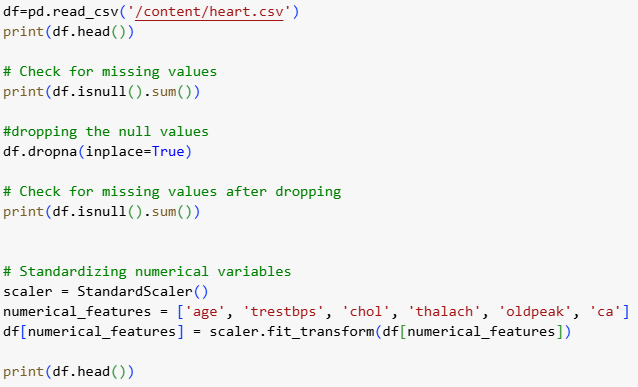 df=pd.read_csv('/content/heart.csv')
print(df.head())
# Check for missing values
print(df.isnull().sum())
#dropping the null values
df.dropna(inplace=True)
# Check for missing values after dropping
print(df.isnull().sum())
# Standardizing numerical variables
scaler = StandardScaler()
numerical_features = ['age', 'trestbps', 'chol', 'thalach', 'oldpeak', 'ca']
df[numerical_features] = scaler.fit_transform(df[numerical_features])
print(df.head())